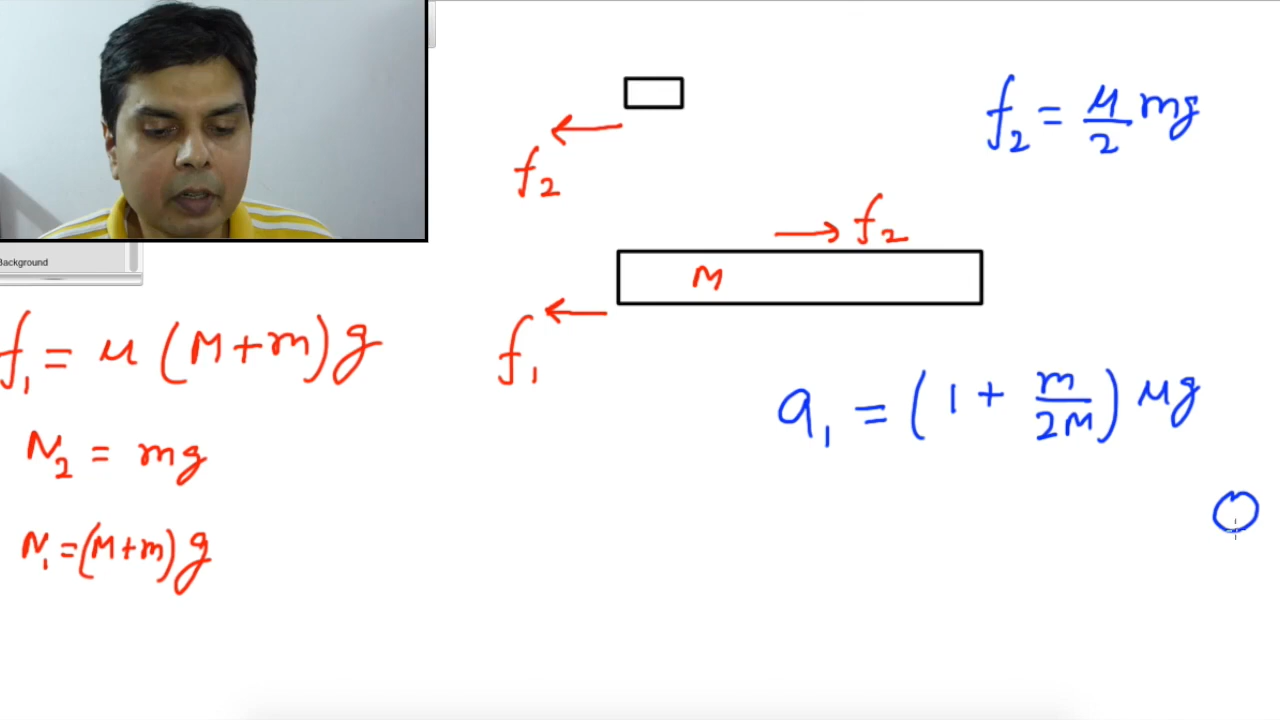 f₂ = μ/2 mg
f₂
f₂
M
f₁
f₁ = μ (M+m) g
a₁ = (1 + m/2M) μg
N₂ = mg
N₁ = (M+m) g
Background